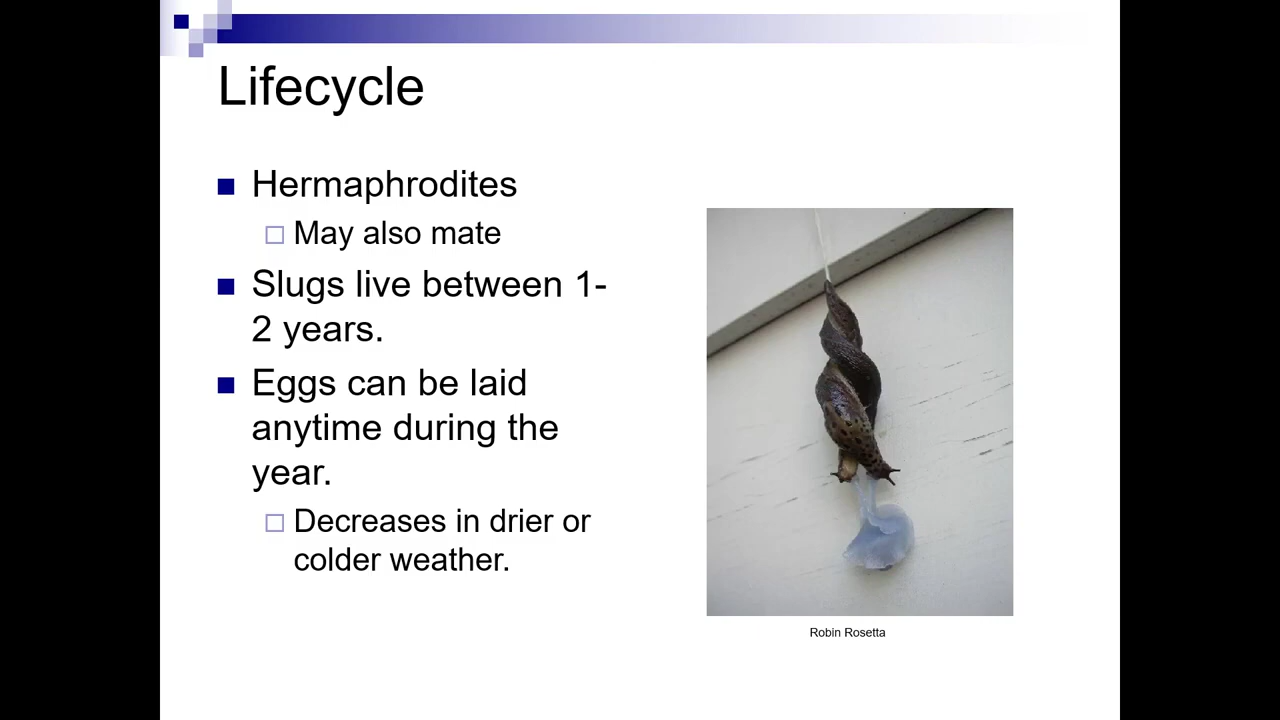 Lifecycle
Hermaphrodites
May also mate
Slugs live between 1-
2 years.
Eggs can be laid
anytime during the
year.
Decreases in drier or
colder weather.
Robin Rosetta